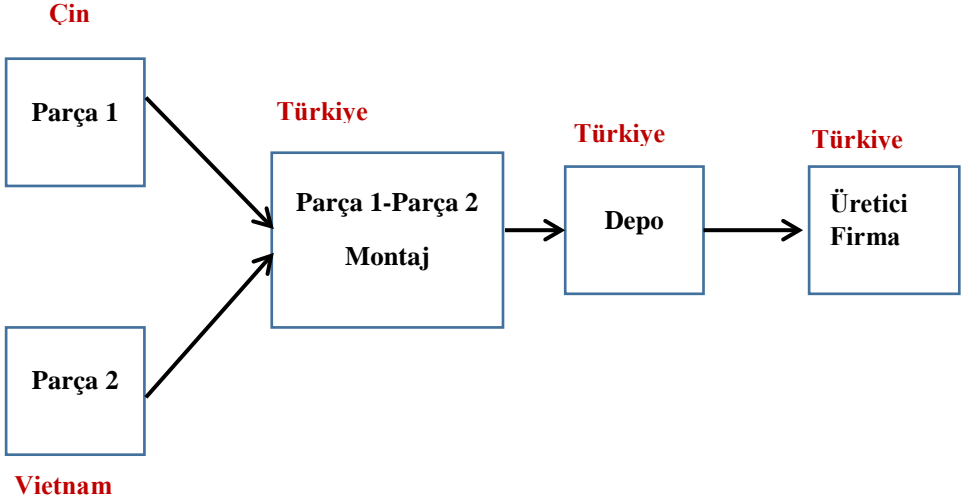 Çin
Parça 1
Türkiye
Türkiye
Türkiye
Parça 1-Parça 2
Montaj
Depo
Üretici
Firma
Parça 2
Vietnam